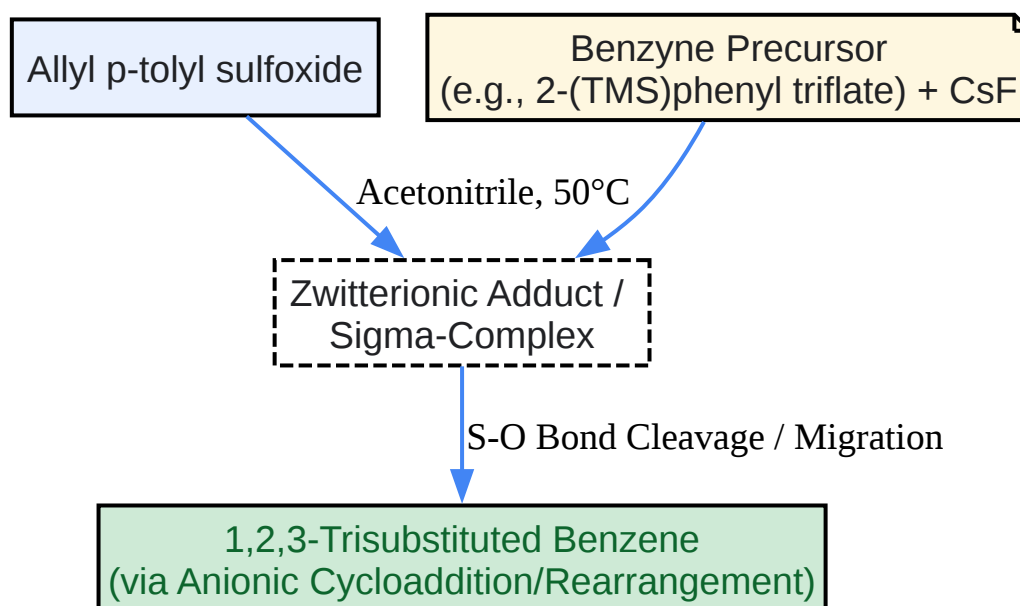 Allyl p-tolyl sulfoxide
Benzyne Precursor
(e.g., 2-(TMS)phenyl triflate) + CsF
Acetonitrile, 50°C
Zwitterionic Adduct /
Sigma-Complex
S-O Bond Cleavage / Migration
1,2,3-Trisubstituted Benzene
(via Anionic Cycloaddition/Rearrangement)